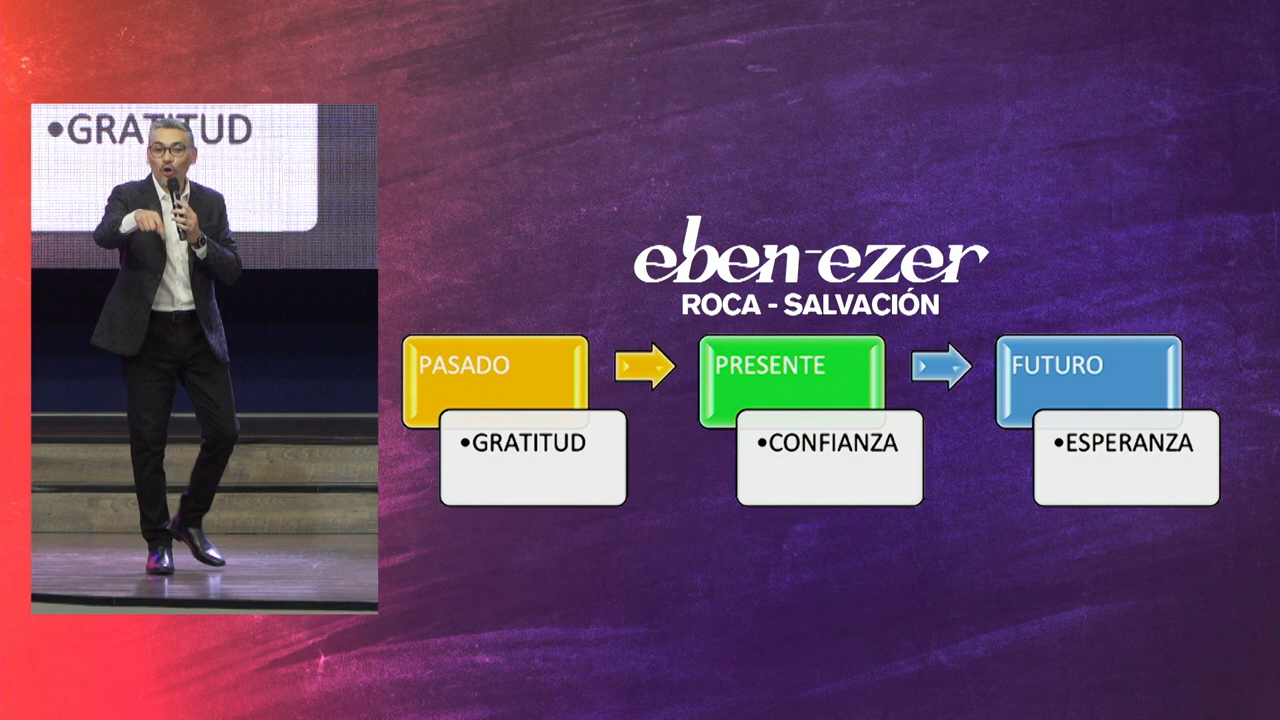 •GRATITUD
eben-ezer
ROCA - SALVACIÓN
PASADO
•GRATITUD
PRESENTE
•CONFIANZA
FUTURO
•ESPERANZA